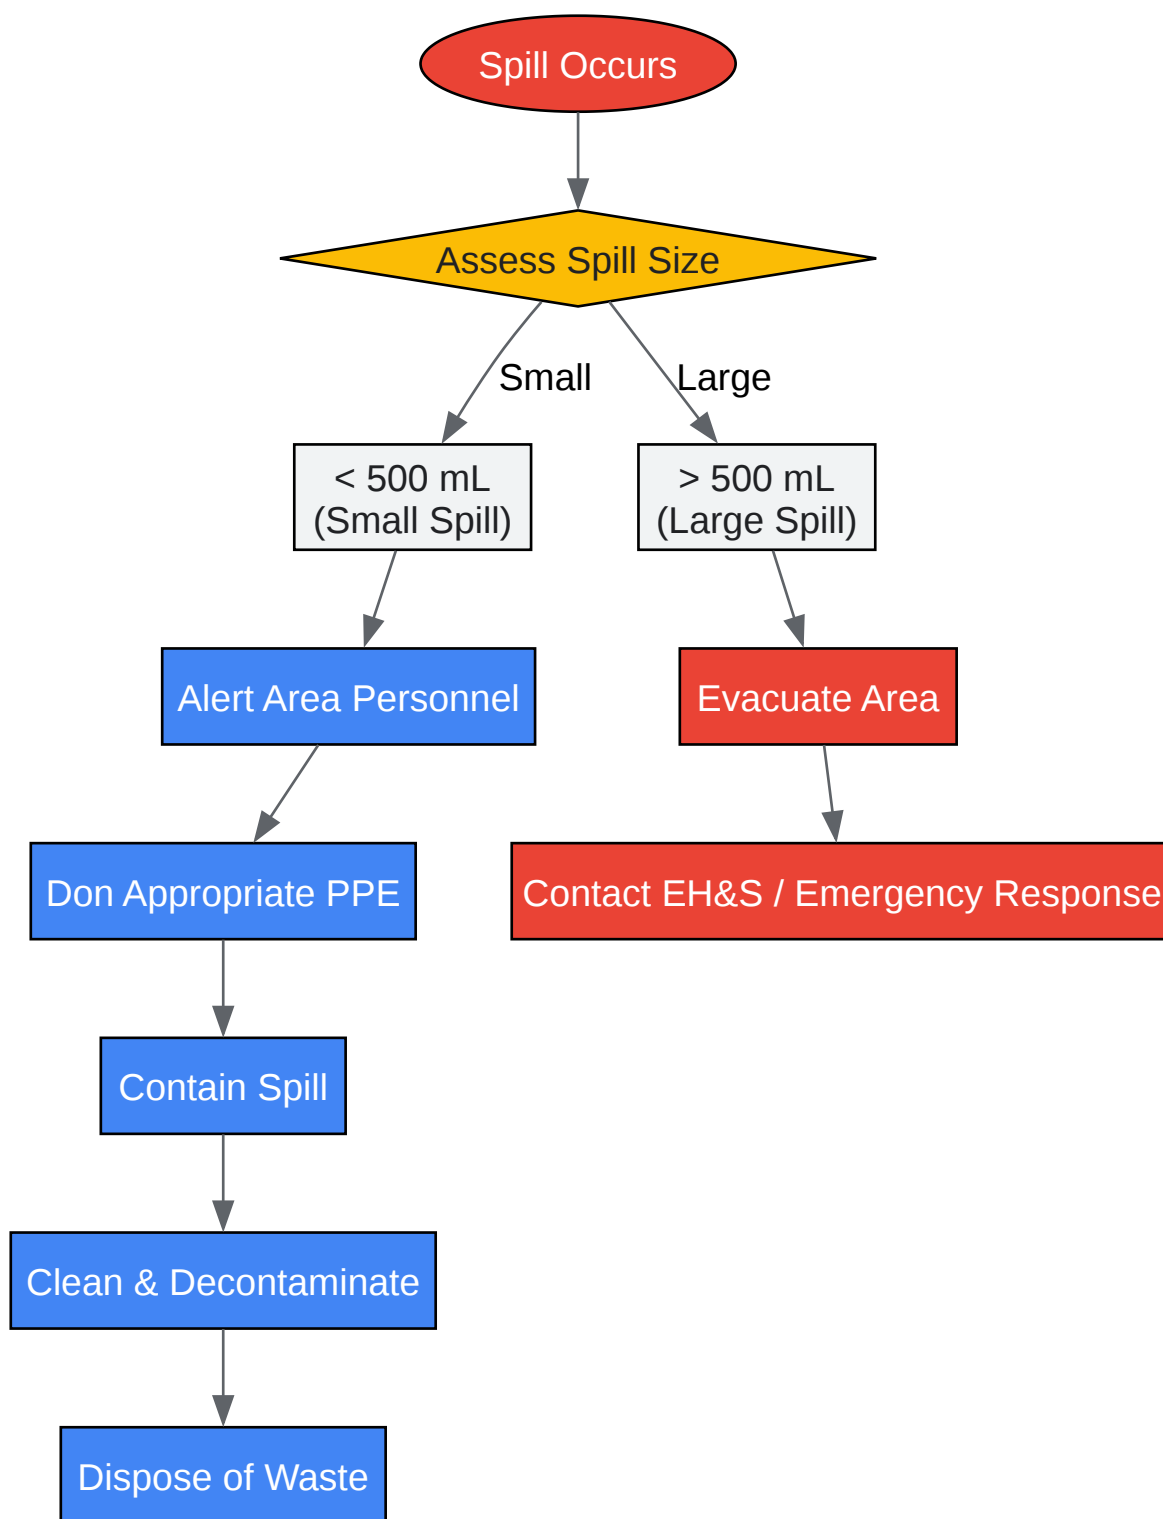 Spill Occurs
Assess Spill Size
Small
Large
< 500 mL
(Small Spill)
> 500 mL
(Large Spill)
Alert Area Personnel
Evacuate Area
Don Appropriate PPE
Contact EH&S / Emergency Response
Contain Spill
Clean & Decontaminate
Dispose of Waste